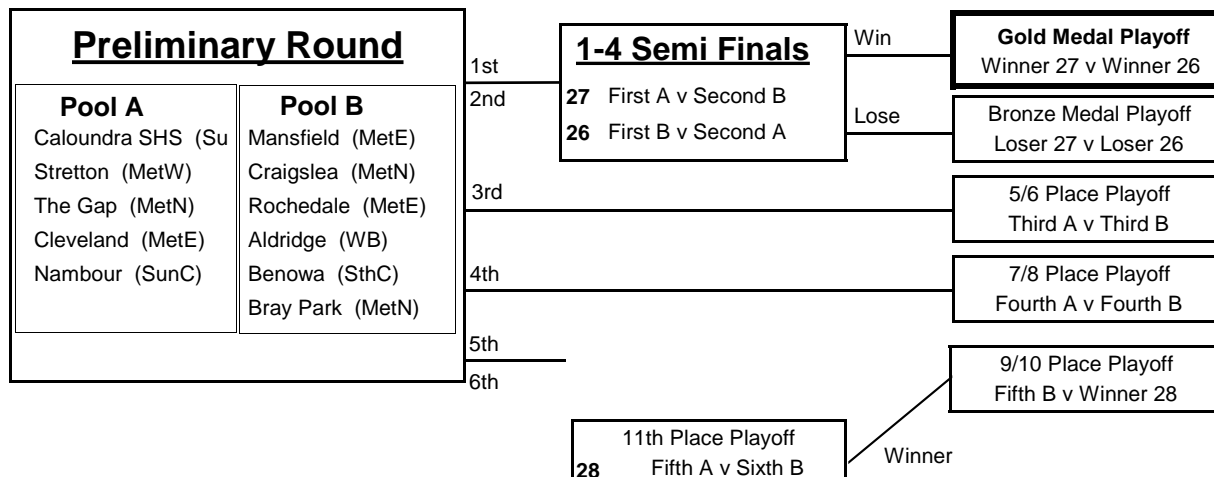 Preliminary Round
Pool A
Caloundra SHS (Su
Stretton (MetW)
The Gap (MetN)
Cleveland (MetE)
Nambour (SunC)
Pool B
Mansfield (MetE)
Craigslea (MetN)
Rochedale (MetE)
Aldridge (WB)
Benowa (SthC)
Bray Park (MetN)
1st
2nd
3rd
4th
5th
6th
1-4 Semi Finals
27 First A v Second B
26 First B v Second A
Win
Lose
Gold Medal Playoff
Winner 27 v Winner 26
Bronze Medal Playoff
Loser 27 v Loser 26
5/6 Place Playoff
Third A v Third B
7/8 Place Playoff
Fourth A v Fourth B
9/10 Place Playoff
Fifth B v Winner 28
11th Place Playoff
28 Fifth A v Sixth B
Winner